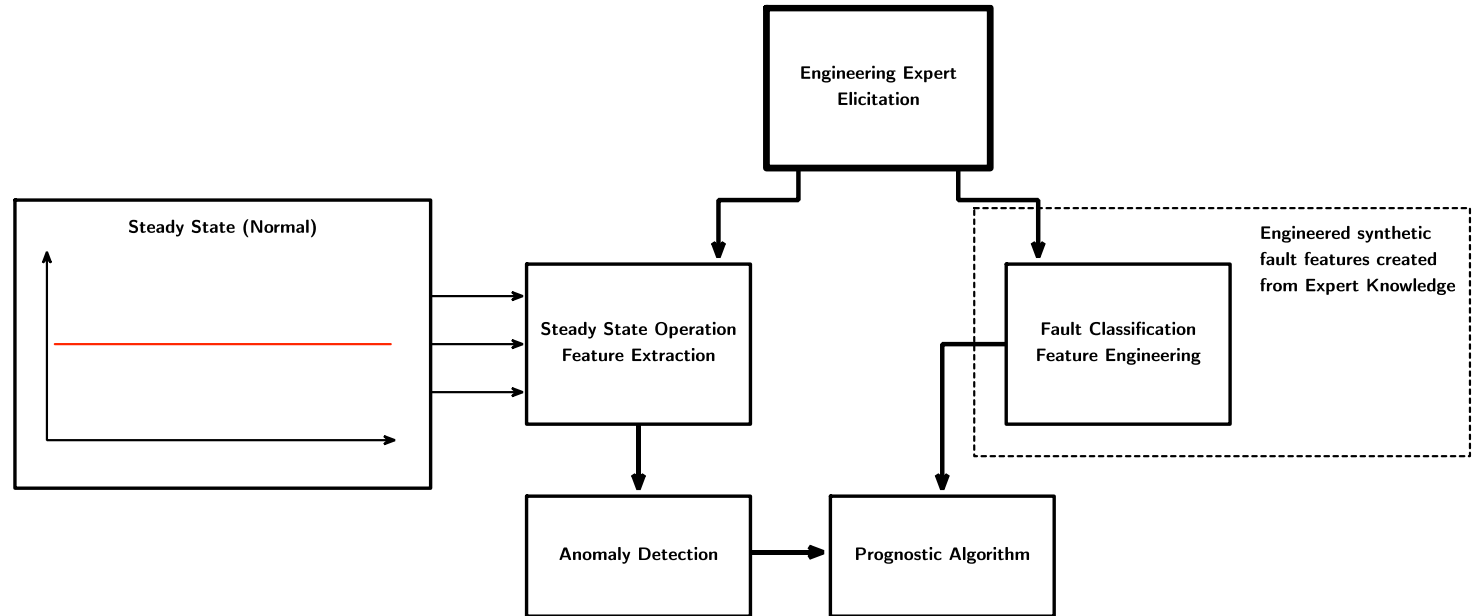 Engineering Expert
Elicitation
Steady State (Normal)
Engineered synthetic
fault features created
from Expert Knowledge
Steady State Operation
Feature Extraction
Fault Classification
Feature Engineering
Anomaly Detection
Prognostic Algorithm